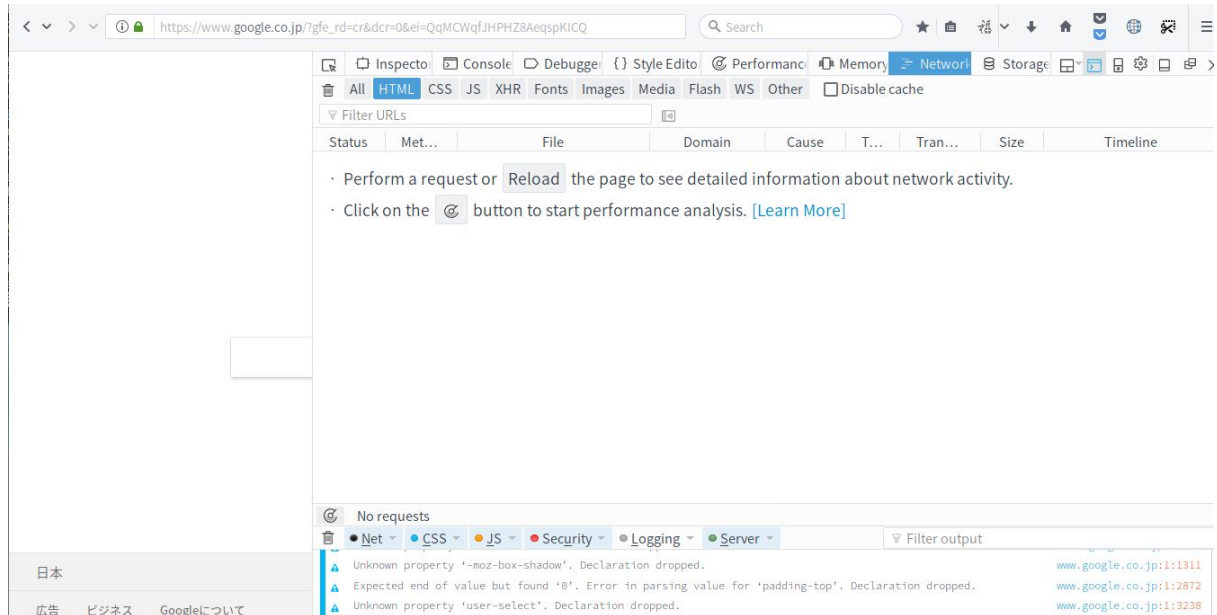 https://www.google.co.jp/?gfe_rd=cr&dcr=0&ei=QqMCWqfJHPHZ8AeqspKICQ Search
Inspecto Console Debugge {} Style Edito Performanc Memory Network Storage
All HTML CSS JS XHR Fonts Images Media Flash WS Other Disable cache
Filter URLs
Status Met... File Domain Cause T... Tran... Size Timeline
· Perform a request or Reload the page to see detailed information about network activity.
· Click on the button to start performance analysis. [Learn More]
No requests
Net CSS JS Security Logging Server Filter output
Unknown property ‘-moz-box-shadow’. Declaration dropped. www.google.co.jp:1:1311
Expected end of value but found ‘0’. Error in parsing value for ‘padding-top’. Declaration dropped. www.google.co.jp:1:2872
Unknown property ‘user-select’. Declaration dropped. www.google.co.jp:1:3238
日本
広告 ビジネス Googleについて